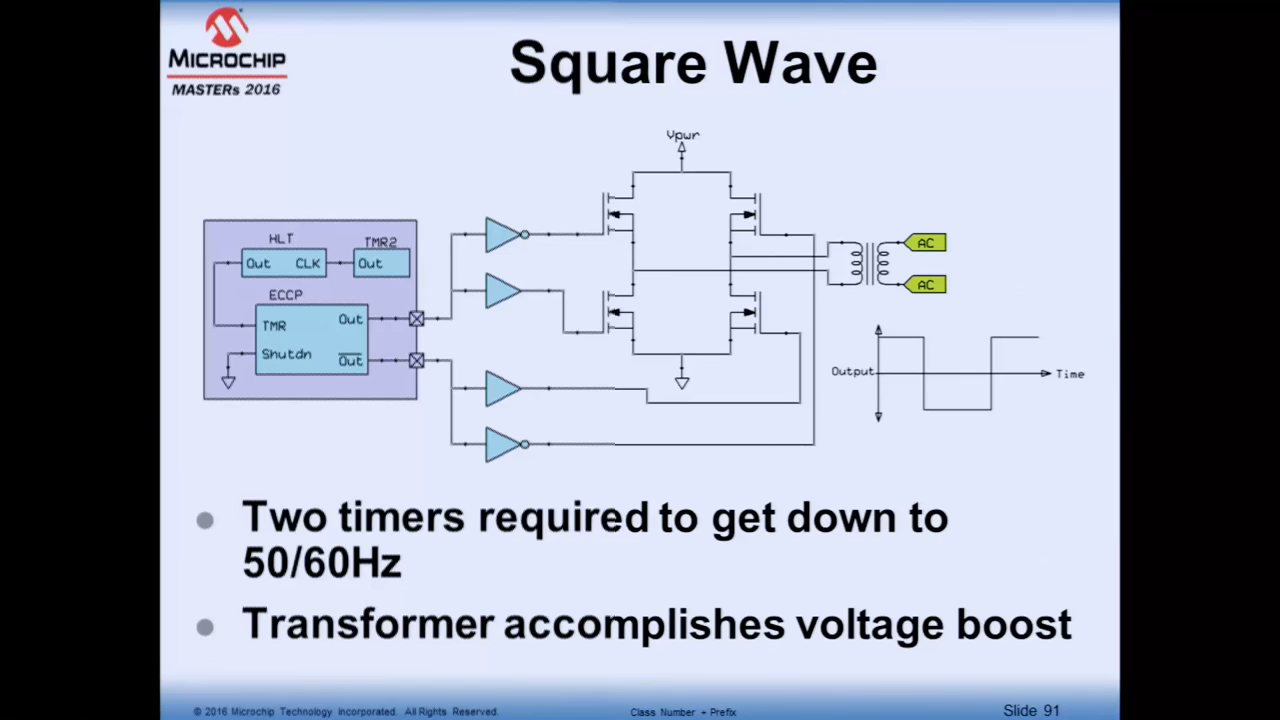 MICROCHIP
MASTERs 2016
Square Wave
Vpwr
HLT
TMR2
Out CLK
Out
ECCP
TMR
Out
Shutdn
Out
AC
AC
Output
Time
Two timers required to get down to
50/60Hz
Transformer accomplishes voltage boost
© 2016 Microchip Technology Incorporated. All Rights Reserved.
Class Number + Prefix
Slide 91